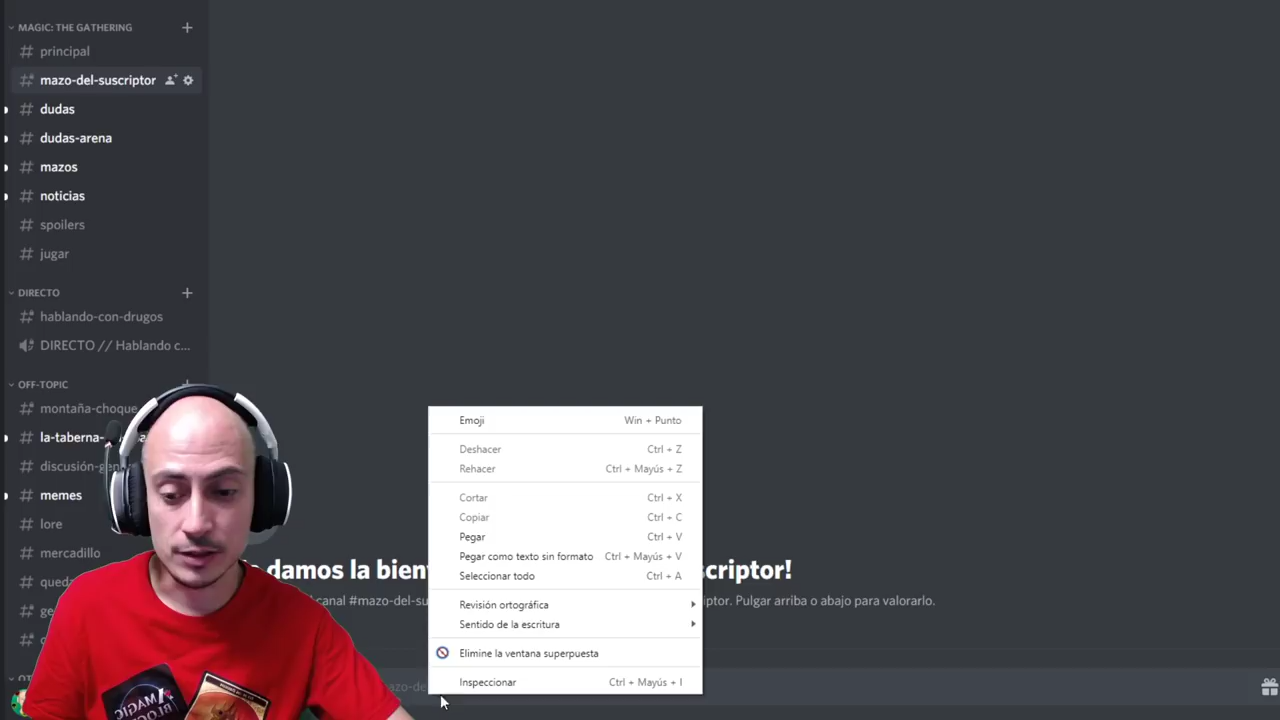 MAGIC: THE GATHERING
principal
mazo-del-suscriptor
dudas
dudas-arena
mazos
noticias
spoilers
jugar
DIRECTO
hablando-con-drugos
DIRECTO // Hablando c...
OFF-TOPIC
montaña-choque
la-taberna-
memes
lore
mercadillo
Emoji Win + Punto
Deshacer Ctrl + Z
Rehacer Ctrl + Mayús + Z
Cortar Ctrl + X
Copiar Ctrl + C
Pegar Ctrl + V
Pegar como texto sin formato Ctrl + Mayús + V
Seleccionar todo Ctrl + A
Revisión ortográfica
Sentido de la escritura
Elimine la ventana superpuesta
Inspeccionar Ctrl + Mayús + I
damos la bien
scriptor!
canal #mazo-del-su
riptor. Pulgar arriba o abajo para valorarlo.
MAGIC